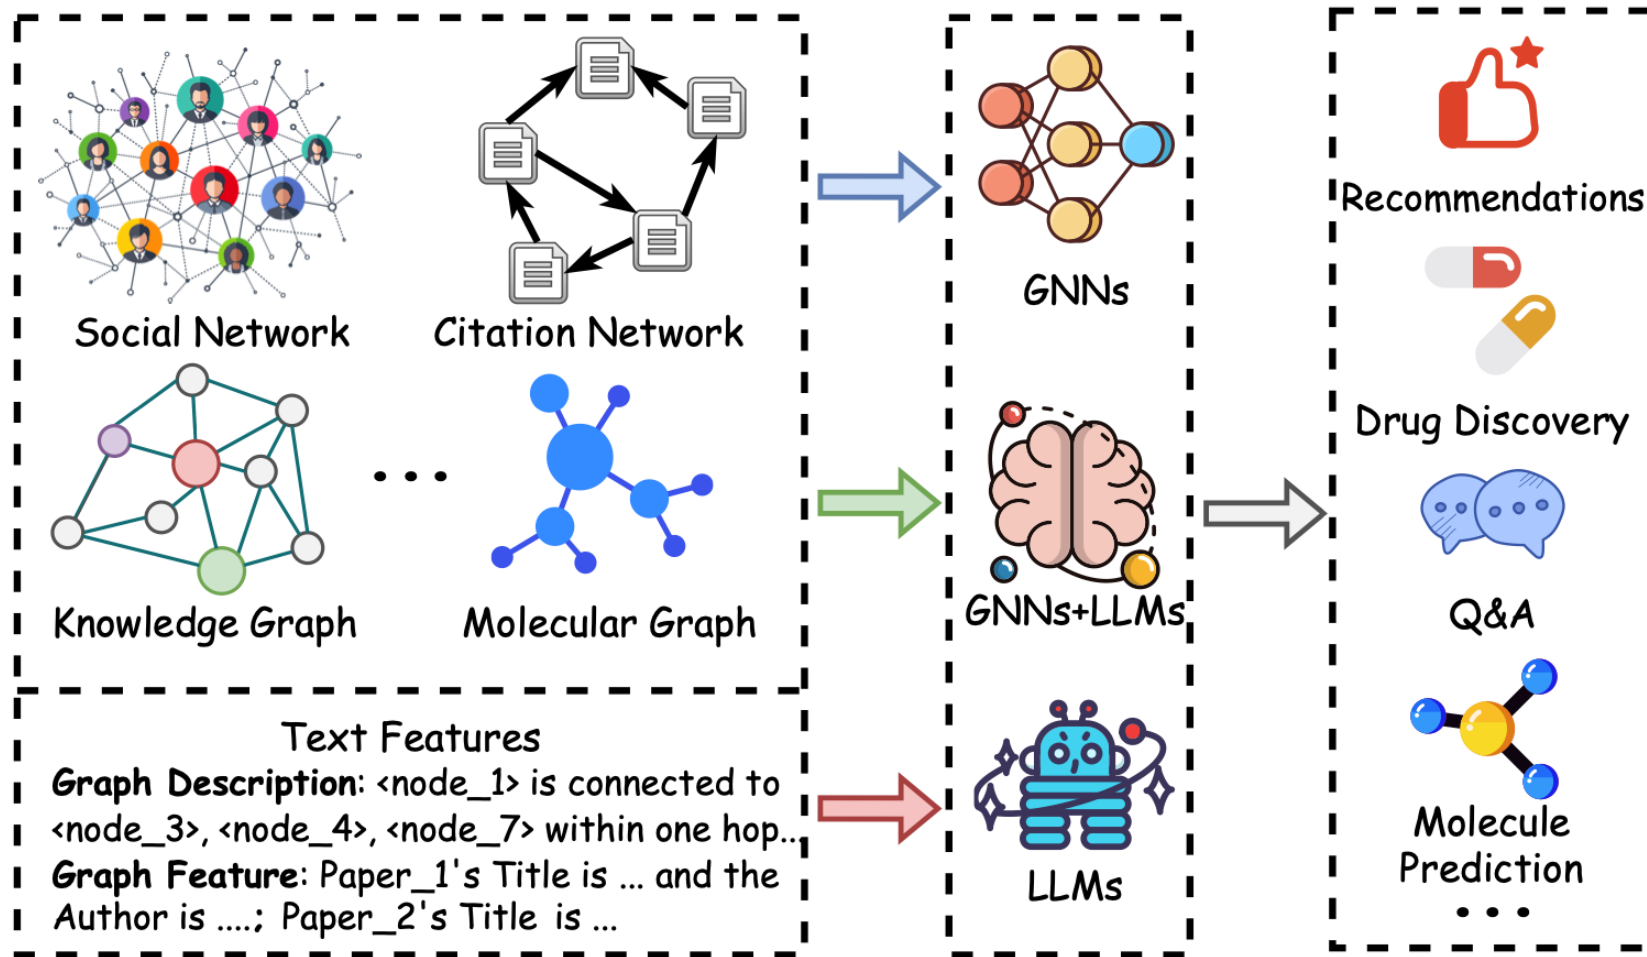 Social Network
Citation Network
Knowledge Graph
...
Molecular Graph
Text Features
Graph Description: <node_1> is connected to
<node_3>, <node_4>, <node_7> within one hop...
Graph Feature: Paper_1's Title is ... and the
Author is ....; Paper_2's Title is ...
GNNs
GNNs+LLMs
LLMs
Recommendations
Drug Discovery
Q&A
Molecule
Prediction
...